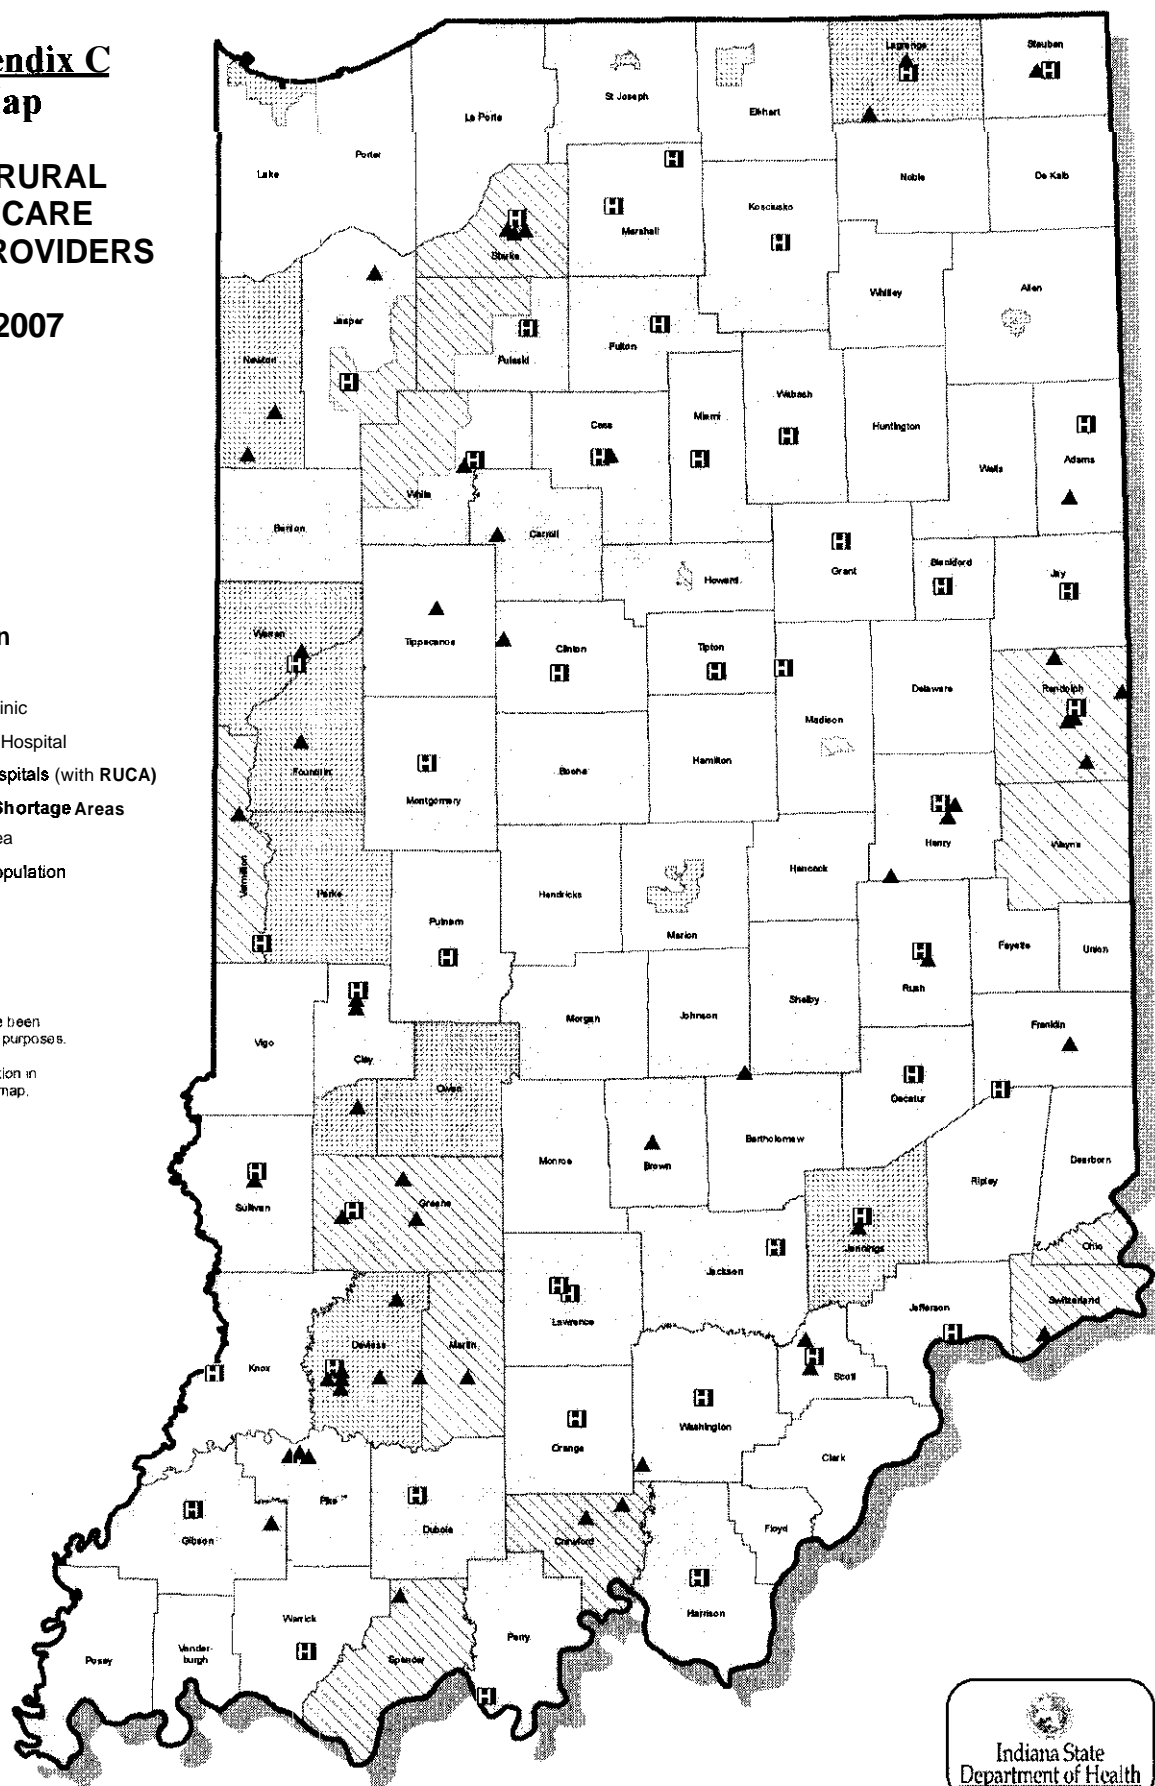 endix C
ap
RURAL
CARE
ROVIDERS
2007
n
inic
Hospital
spitals (with RUCA)
Shortage Areas
ea
opulation
been
purposes.
tion in
map.
Lagrange
Steuben
St Joseph
La Porte
Elkhart
Porter
Lake
Noble
De Kalb
Kosciusko
Marshall
Starke
Whitley
Allen
Jasper
Newton
Pulaski
Fulton
Miami
Wabash
Huntington
Cass
Wells
Adams
White
Benton
Carroll
Howard
Grant
Blackford
Jay
Warren
Tippecanoe
Clinton
Tipton
Delaware
Randolph
Madison
Fountain
Montgomery
Boone
Hamilton
Henry
Wayne
Hancock
Vermillion
Parke
Putnam
Hendricks
Marion
Fayette
Union
Rush
Shelby
Morgan
Johnson
Franklin
Vigo
Clay
Owen
Decatur
Monroe
Brown
Bartholomew
Dearborn
Ripley
Sullivan
Greene
Jennings
Ohio
Jackson
Lawrence
Switzerland
Jefferson
Daviess
Martin
Knox
Scott
Washington
Orange
Clark
Pike
Gibson
Dubois
Crawford
Floyd
Harrison
Warrick
Perry
Posey
Vander-
burgh
Spencer
Indiana State
Department of Health